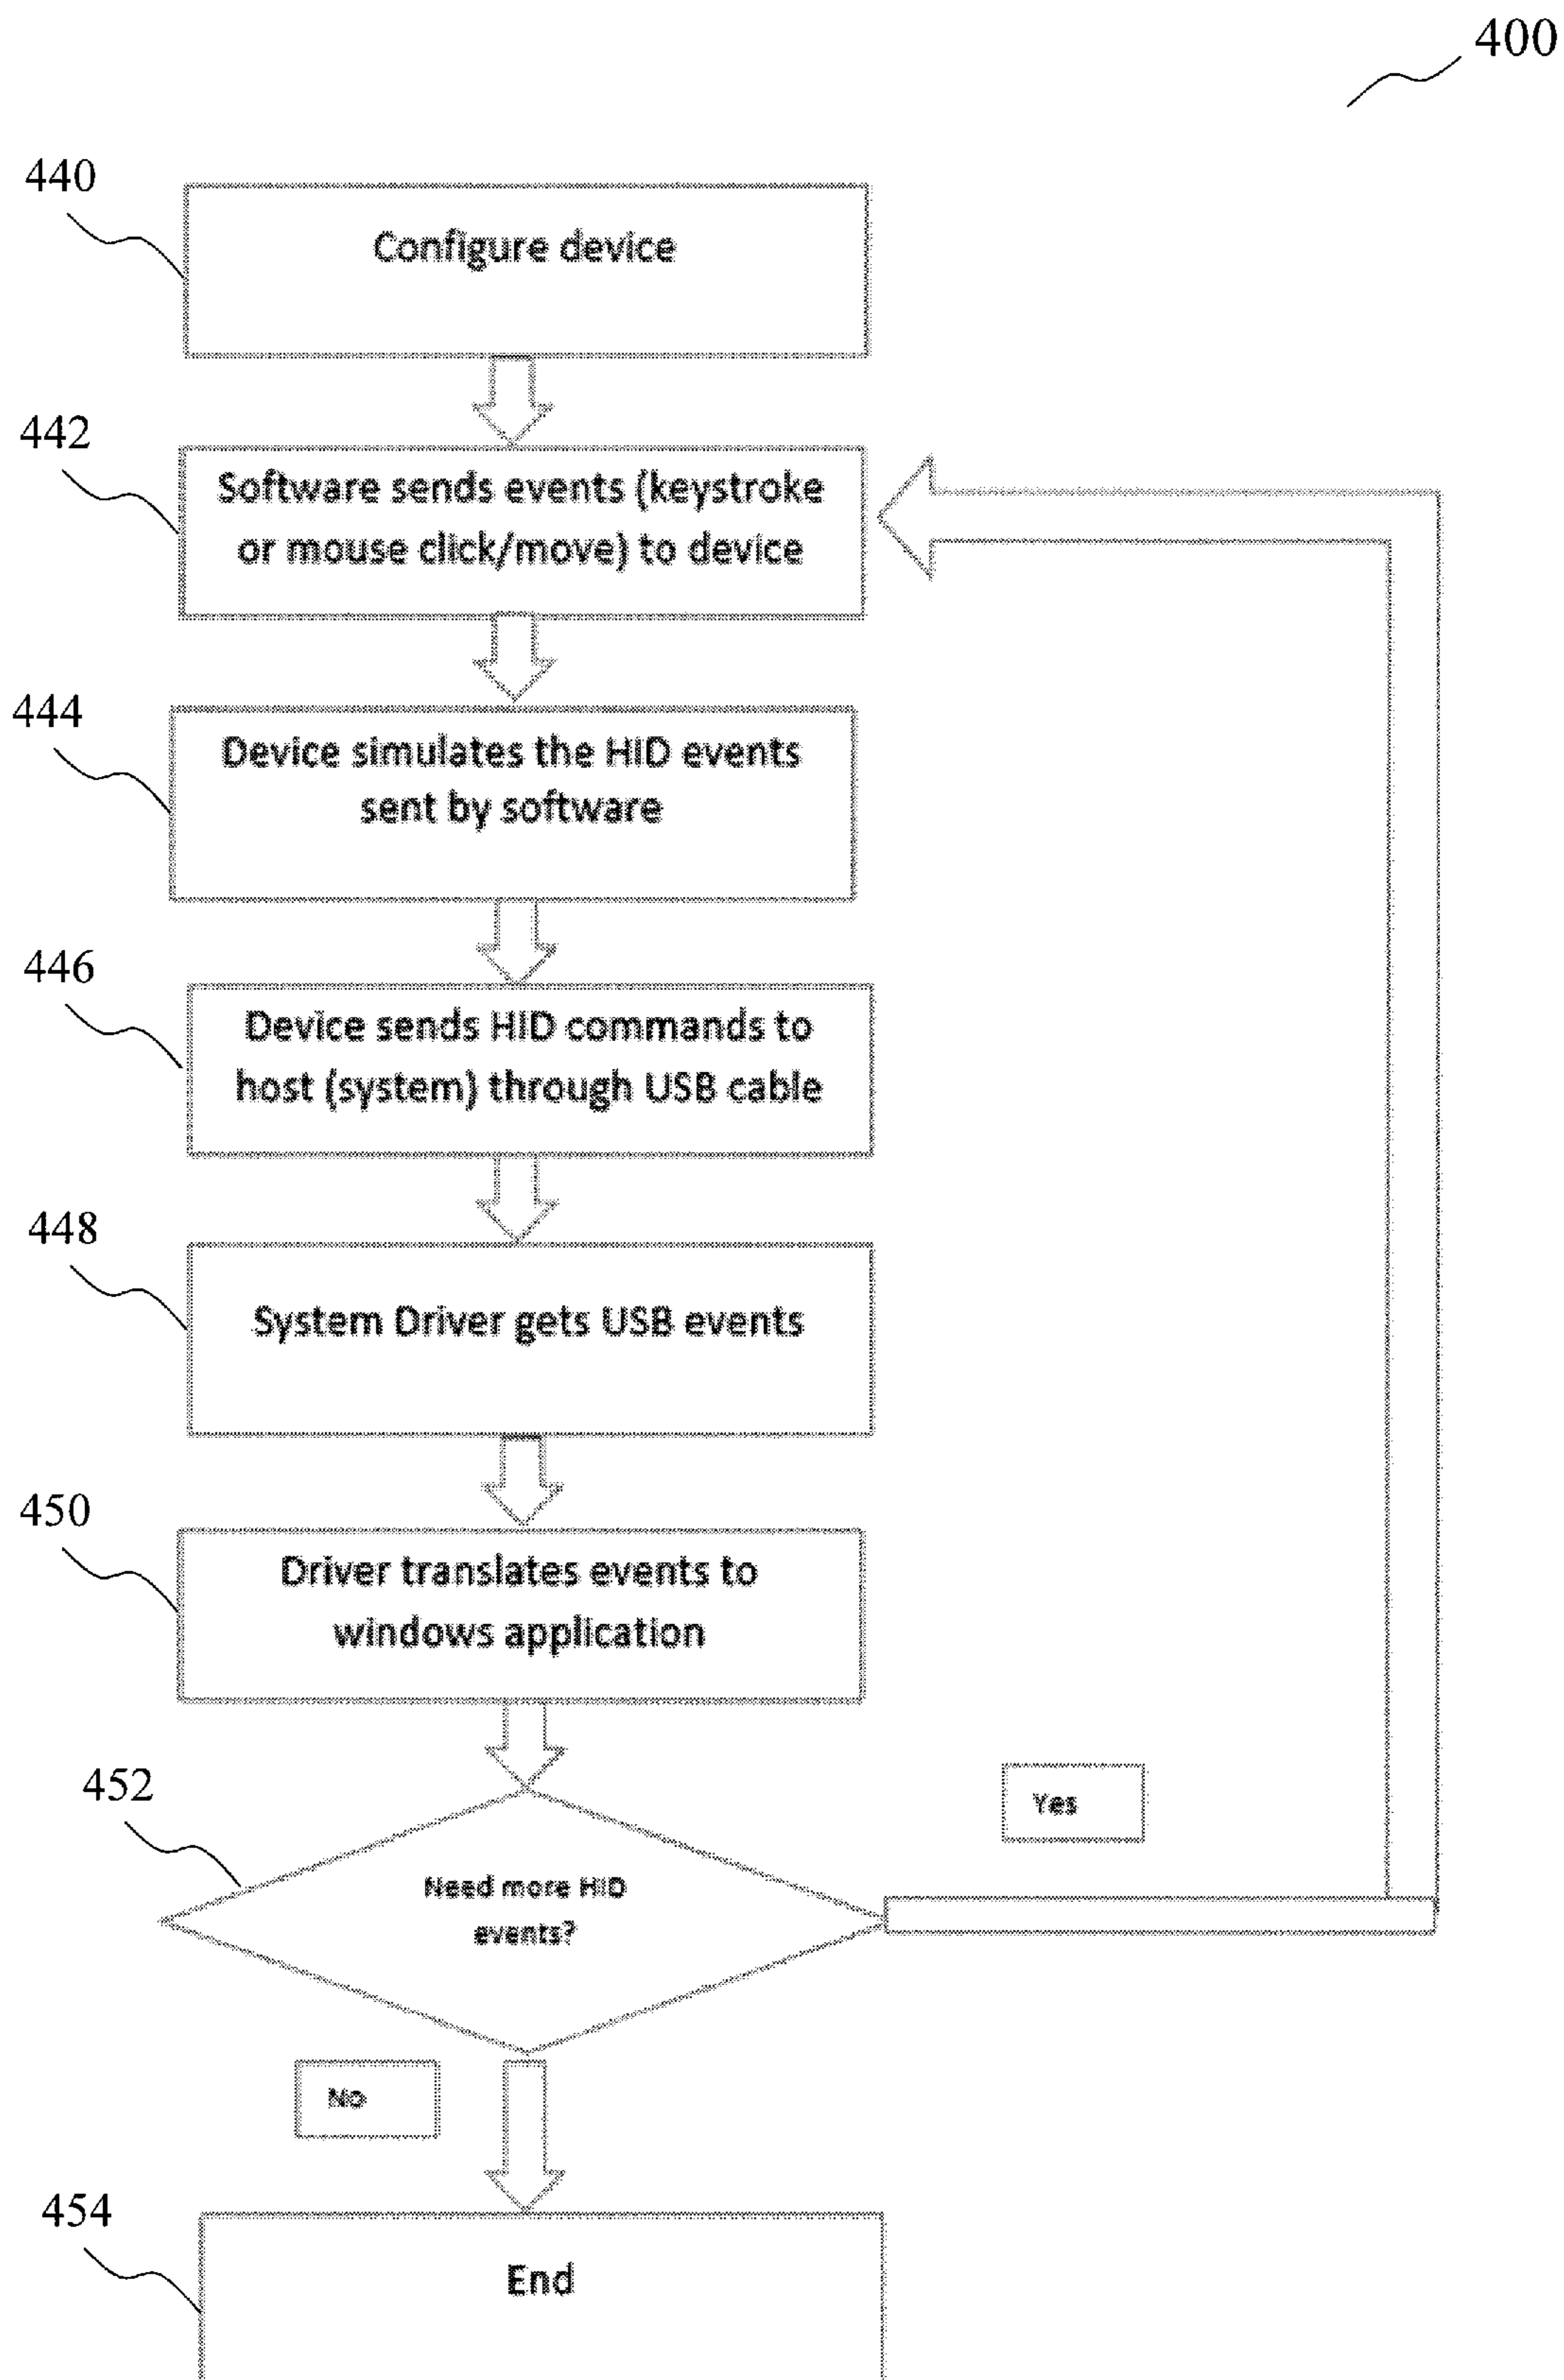 400
440
Configure device
442
Software sends events (keystroke
or mouse click/move) to device
444
Device simulates the HID events
sent by software
446
Device sends HID commands to
host (system) through USB cable
448
System Driver gets USB events
450
Driver translates events to
windows application
452
Need more HID
events?
Yes
No
454
End